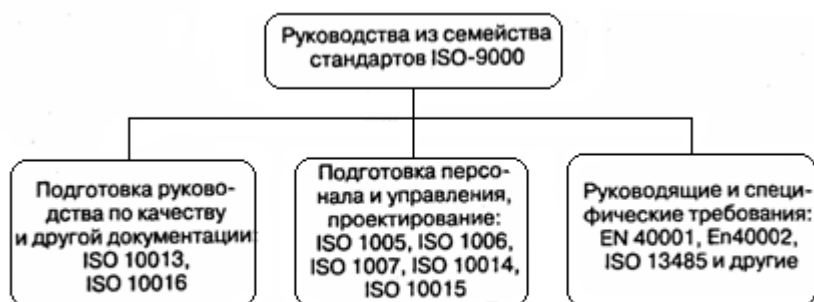 Руководства из семейства
стандартов ISO-9000
Подготовка руково-
дства по качеству
и другой документации:
ISO 10013,
ISO 10016
Подготовка персо-
нала и управления,
проектирование:
ISO 1005, ISO 1006,
ISO 1007, ISO 10014,
ISO 10015
Руководящие и специ-
фические требования:
EN 40001, En40002,
ISO 13485 и другие